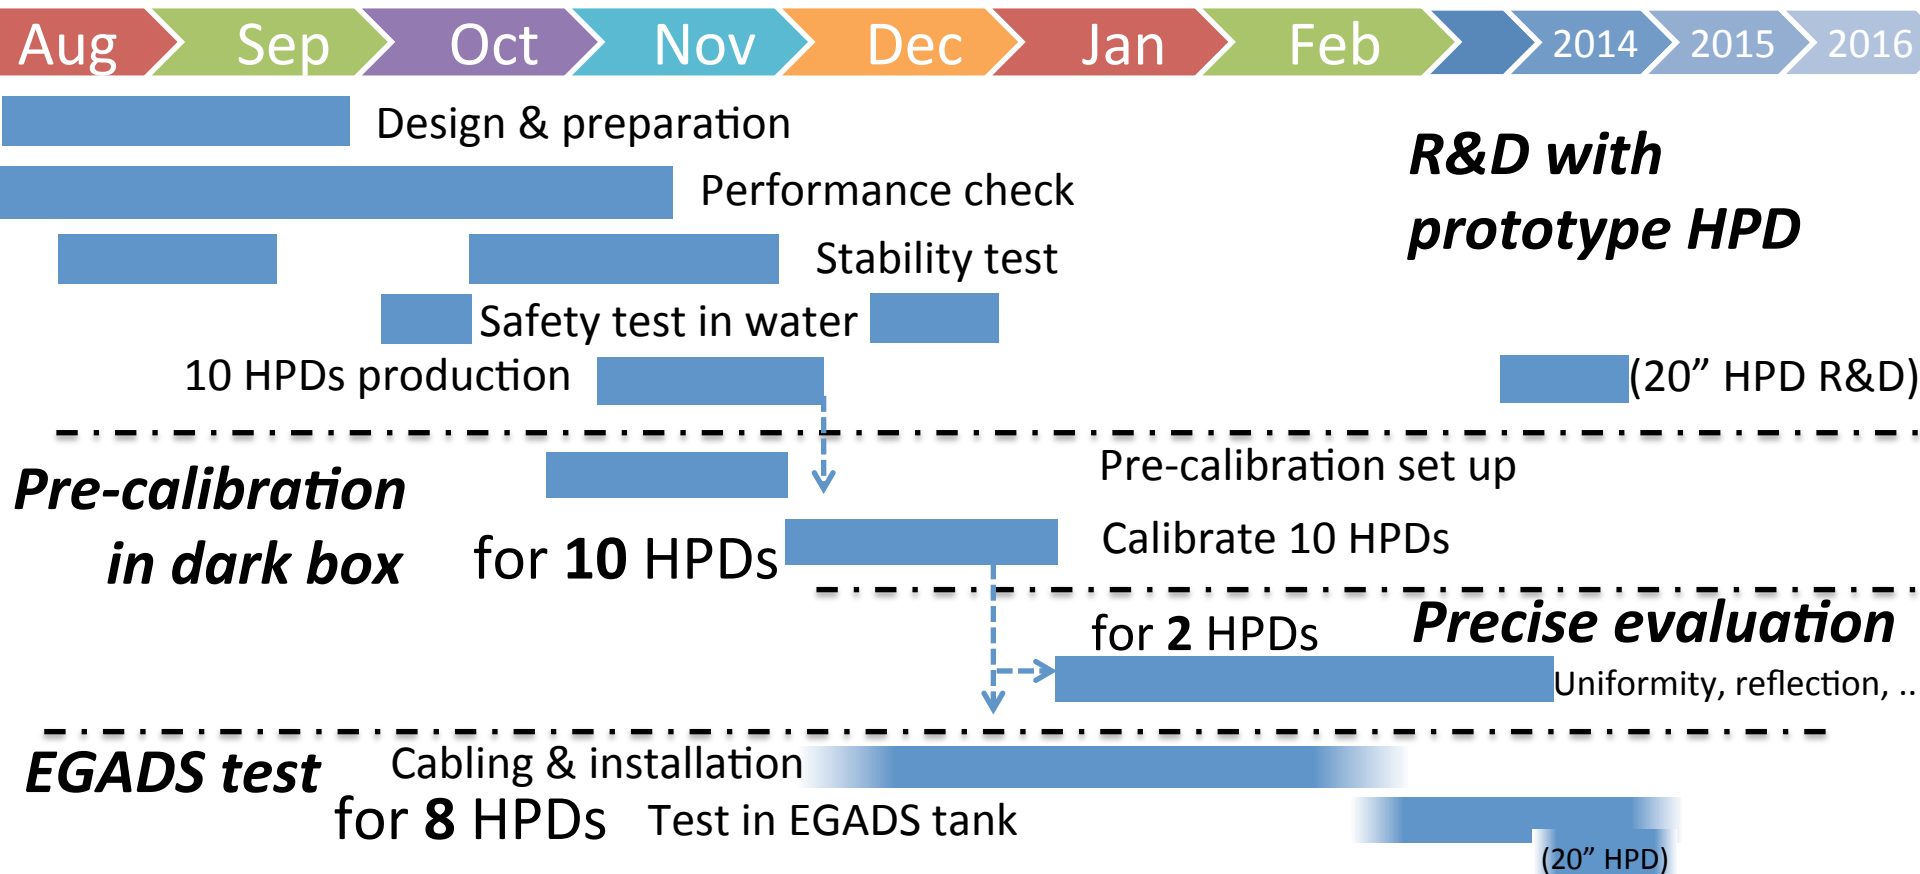 Aug Sep Oct Nov Dec Jan Feb 2014 2015 2016
Design & preparation
R&D with
prototype HPD
Performance check
Stability test
Safety test in water
10 HPDs production
(20” HPD R&D)
Pre-calibration
in dark box
Pre-calibration set up
for 10 HPDs
Calibrate 10 HPDs
for 2 HPDs
Precise evaluation
Uniformity, reflection, ..
EGADS test
Cabling & installation
for 8 HPDs
Test in EGADS tank
(20” HPD)